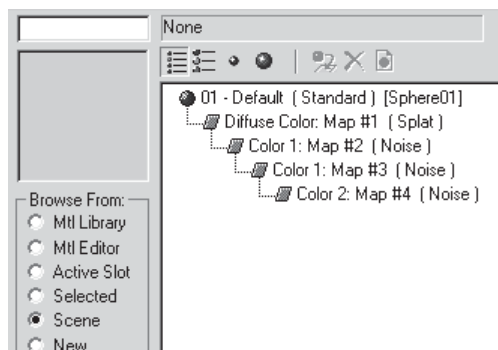 None
01 - Default ( Standard ) [Sphere01]
Diffuse Color: Map #1 ( Splat )
Color 1: Map #2 ( Noise )
Color 1: Map #3 ( Noise )
Color 2: Map #4 ( Noise )
Browse From:
Mtl Library
Mtl Editor
Active Slot
Selected
Scene
New